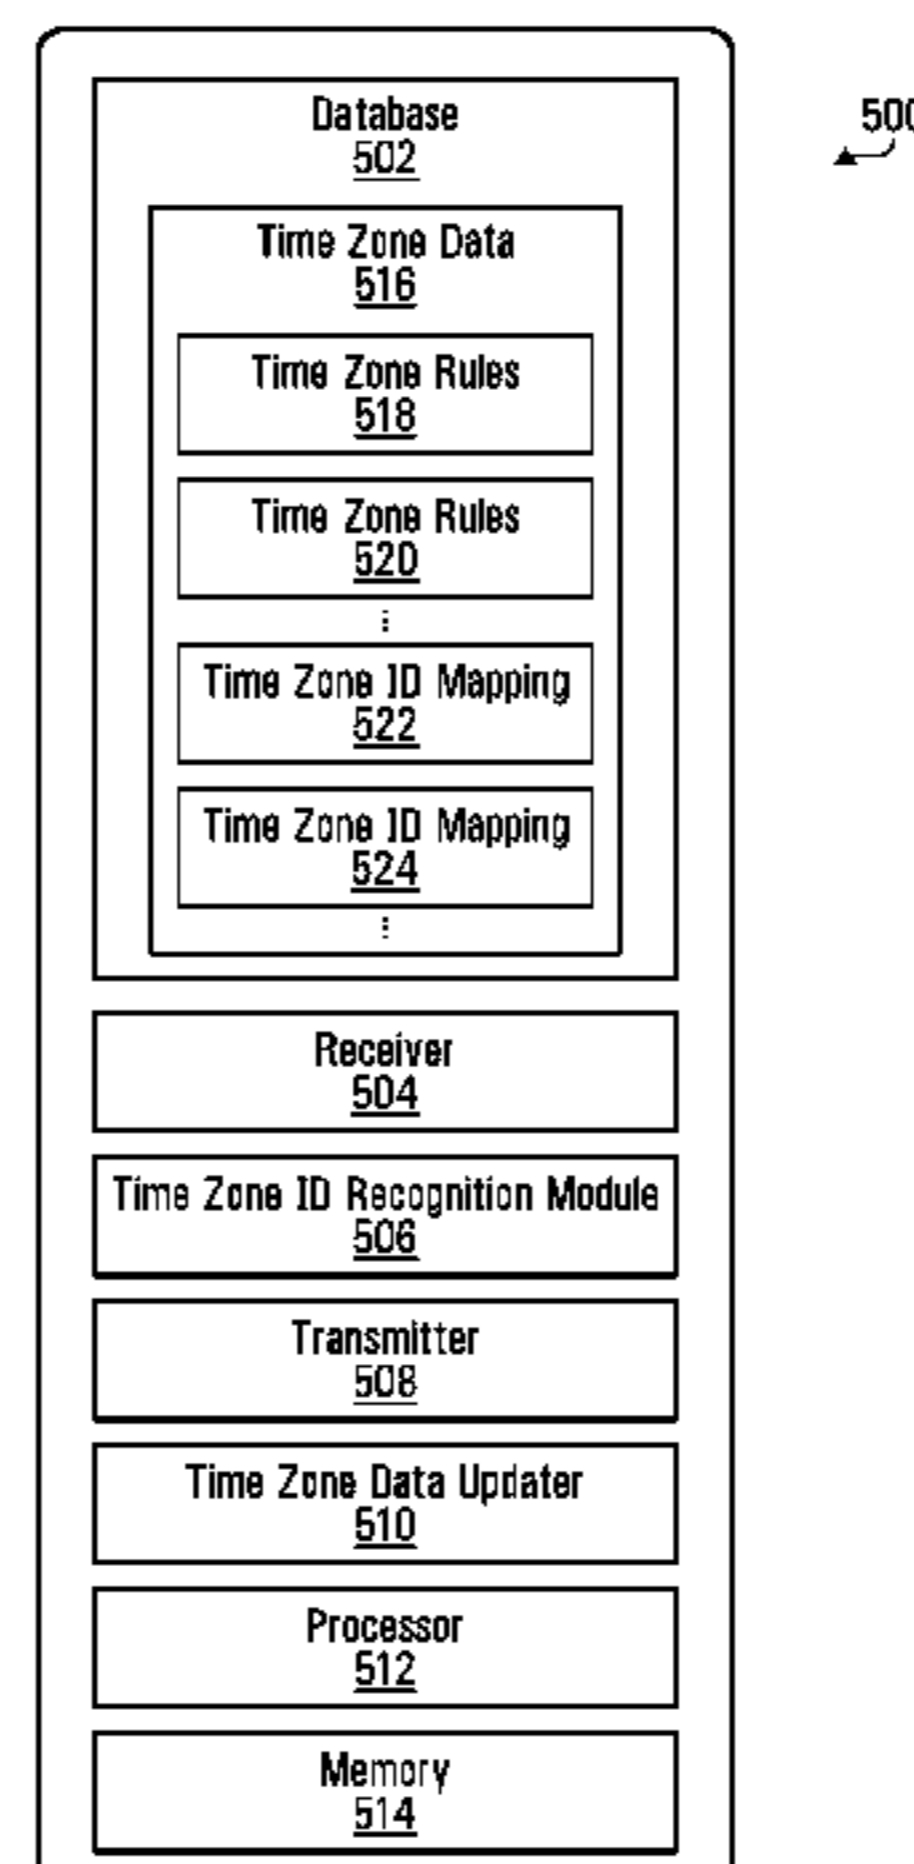 Database
502
500
Time Zone Data
516
Time Zone Rules
518
Time Zone Rules
520
Time Zone ID Mapping
522
Time Zone ID Mapping
524
Receiver
504
Time Zone ID Recognition Module
506
Transmitter
508
Time Zone Data Updater
510
Processor
512
Memory
514